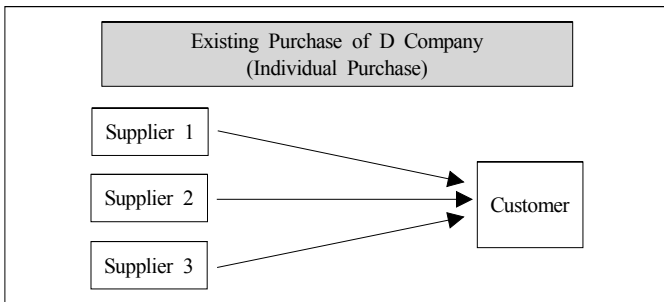 Existing Purchase of D Company
(Individual Purchase)
Supplier 1
Supplier 2
Customer
Supplier 3